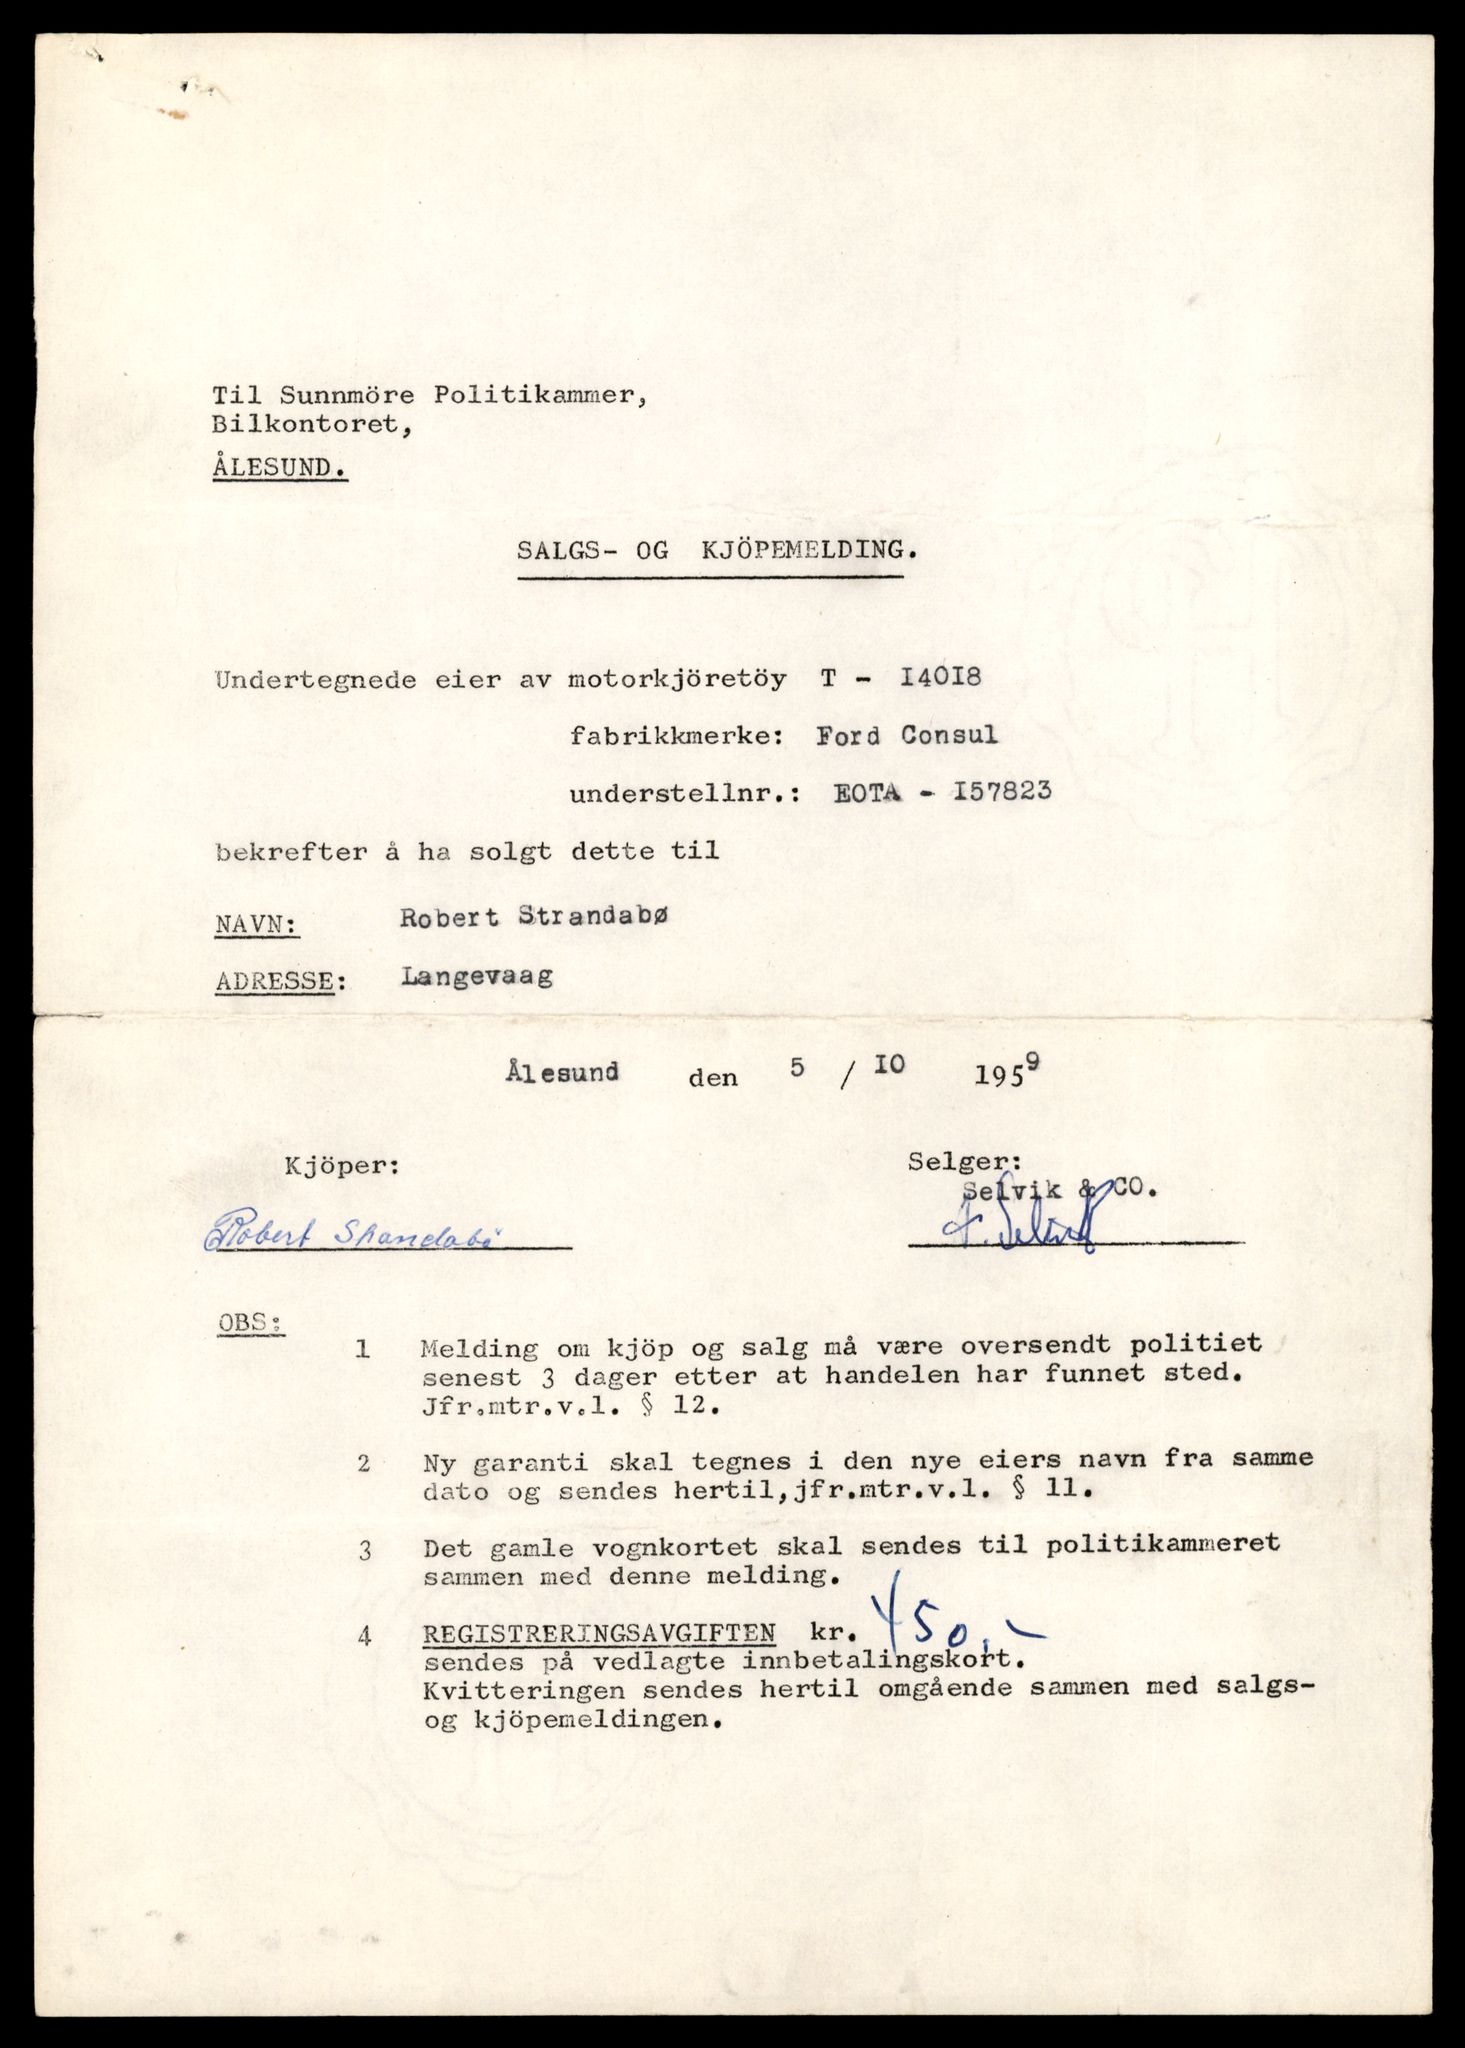 Til Sunnmöre Politikammer,
Bilkontoret,
ÅLESUND.
SALGS- OG KJÖPEMELDING.
Undertegnede eier av motorkjöretöy T - I40I8
fabrikkmerke: Ford Consul
understellnr.: EOTA - I57823
bekrefter å ha solgt dette til
NAVN: Robert Strandabø
ADRESSE: Langevaag
Ålesund den 5 / IO 1959
Kjöper: Selger:
Selvik & CO.
Robert Strandabö
OBS:
1 Melding om kjöp og salg må være oversendt politiet
senest 3 dager etter at handelen har funnet sted.
Jfr.mtr.v.l. § 12.
2 Ny garanti skal tegnes i den nye eiers navn fra samme
dato og sendes hertil,jfr.mtr.v.l. § 11.
3 Det gamle vognkortet skal sendes til politikammeret
sammen med denne melding.
4 REGISTRERINGSAVGIFTEN kr. 450.-
sendes på vedlagte innbetalingskort.
Kvitteringen sendes hertil omgående sammen med salgs-
og kjöpemeldingen.